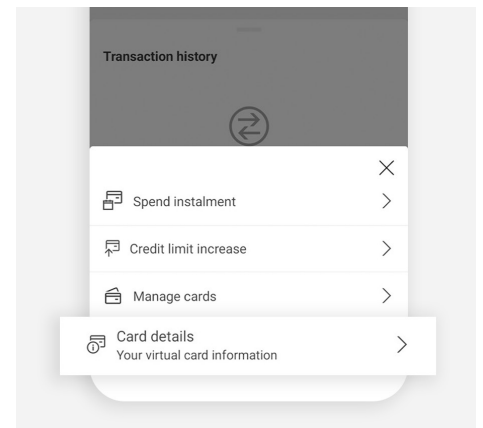 Transaction history
Spend instalment
Credit limit increase
Manage cards
Card details
Your virtual card information